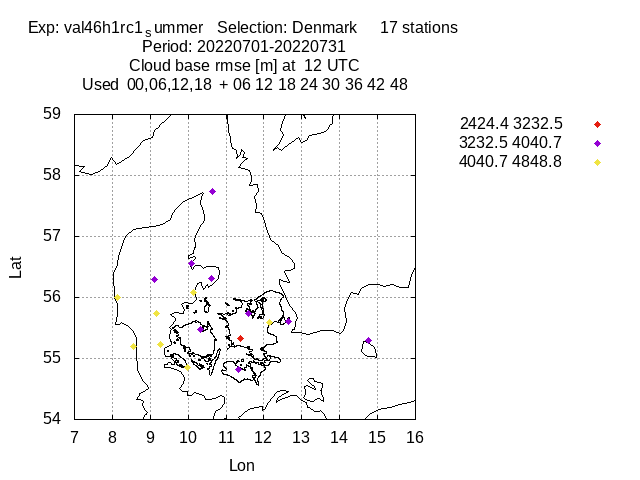 Exp: val46h1rc1summer Selection: Denmark 17 stations
Period: 20220701-20220731
Cloud base rmse [m] at 12 UTC
Used 00,06,12,18 + 06 12 18 24 30 36 42 48
2424.4 3232.5
3232.5 4040.7
4040.7 4848.8
59
58
57
56
55
54
Lat
7 8 9 10 11 12 13 14 15 16
Lon